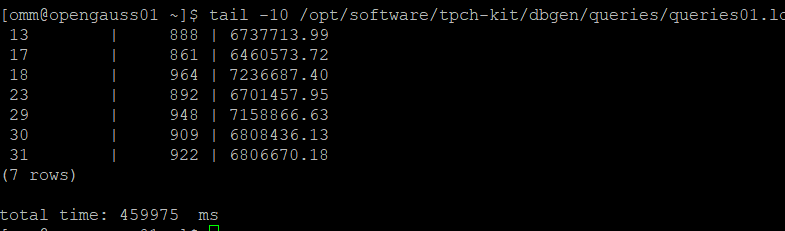 [omm@opengauss01 ~]$ tail -10 /opt/software/tpch-kit/dbgen/queries/queries01.lo
13 | 888 | 6737713.99
17 | 861 | 6460573.72
18 | 964 | 7236687.40
23 | 892 | 6701457.95
29 | 948 | 7158866.63
30 | 909 | 6808436.13
31 | 922 | 6806670.18
(7 rows)
total time: 459975 ms